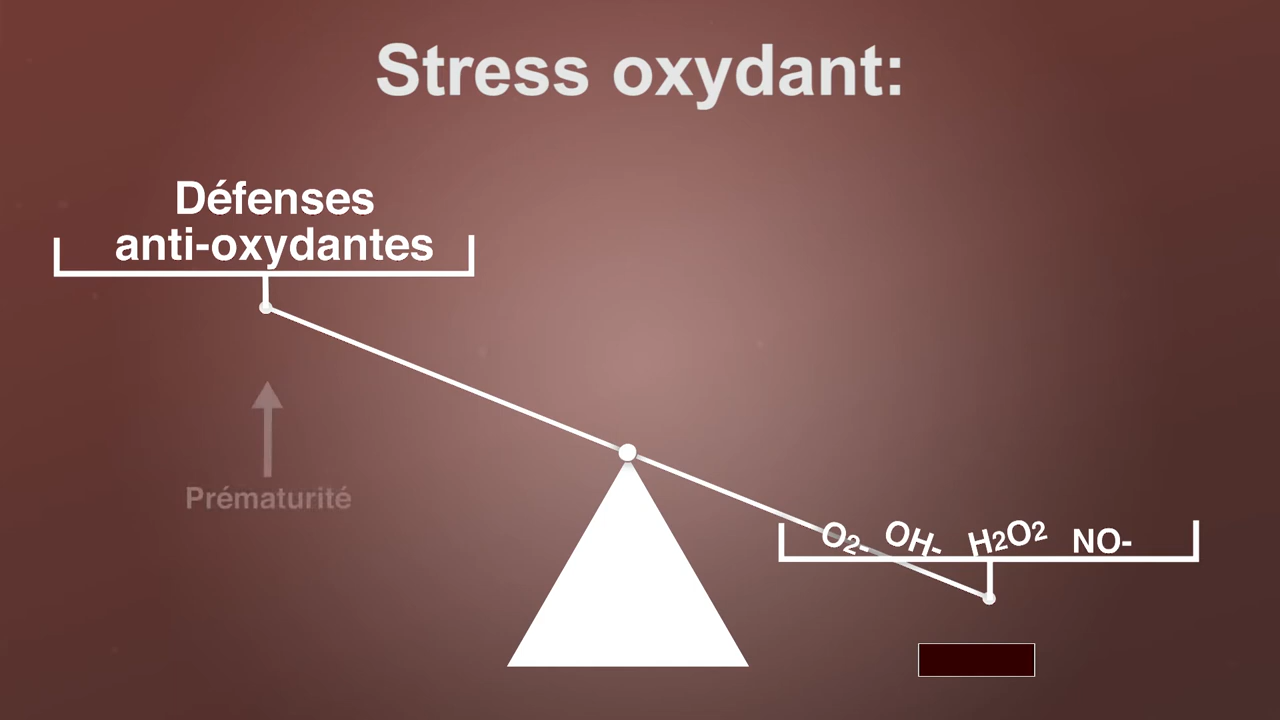 Stress oxydant:
Défenses
anti-oxydantes
Prématurité
O2- OH- H2O2 NO-